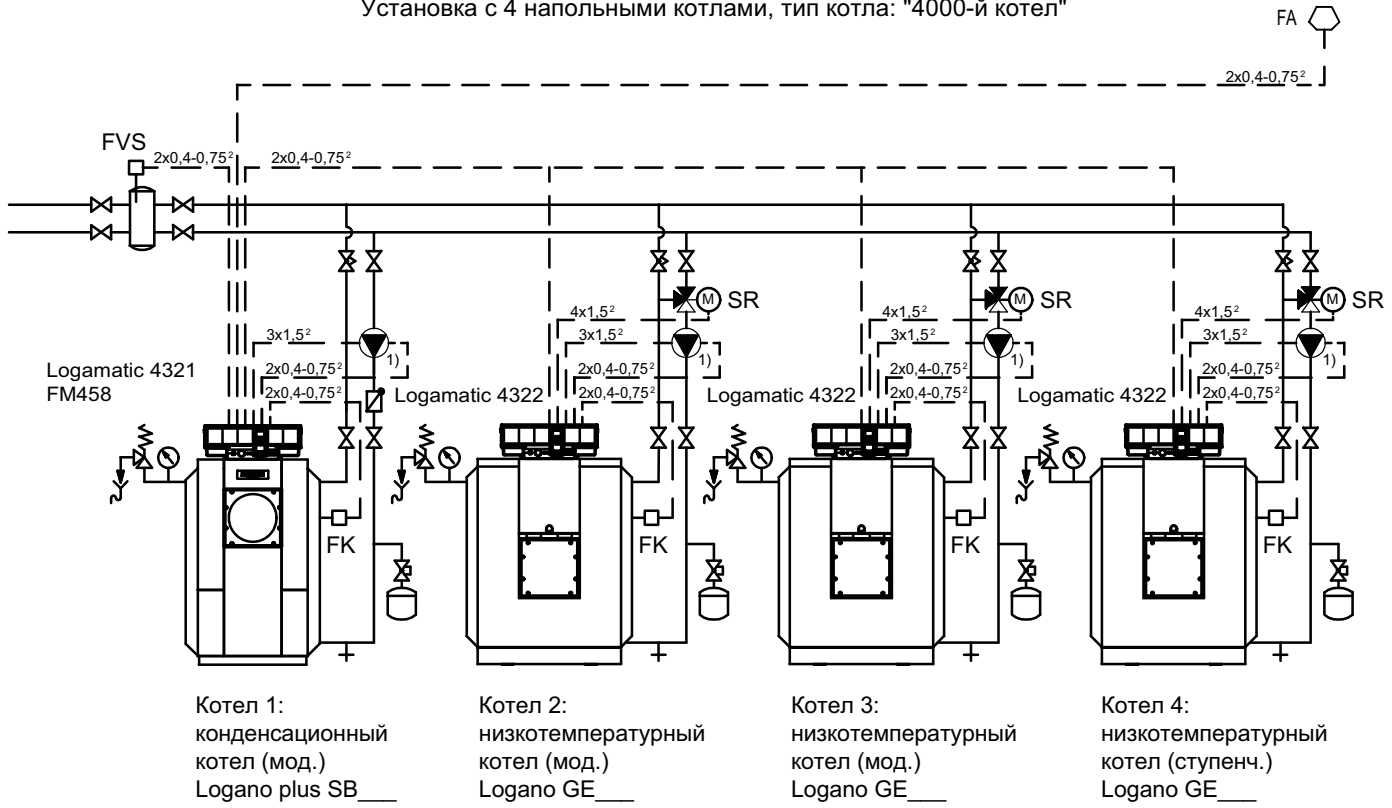 Установка с 4 напольными котлами, тип котла: "4000-й котел"
FA
2x0,4-0,75²
FVS
2x0,4-0,75²
2x0,4-0,75²
M
SR
M
SR
M
SR
4x1,5²
4x1,5²
4x1,5²
3x1,5²
1)
3x1,5²
1)
3x1,5²
1)
3x1,5²
1)
Logamatic 4321
FM458
2x0,4-0,75²
2x0,4-0,75²
2x0,4-0,75²
2x0,4-0,75²
2x0,4-0,75²
2x0,4-0,75²
2x0,4-0,75²
2x0,4-0,75²
Logamatic 4322
Logamatic 4322
Logamatic 4322
FK
FK
FK
FK
Котел 1:
конденсационный
котел (мод.)
Logano plus SB___
Котел 2:
низкотемпературный
котел (мод.)
Logano GE___
Котел 3:
низкотемпературный
котел (мод.)
Logano GE___
Котел 4:
низкотемпературный
котел (ступенч.)
Logano GE___